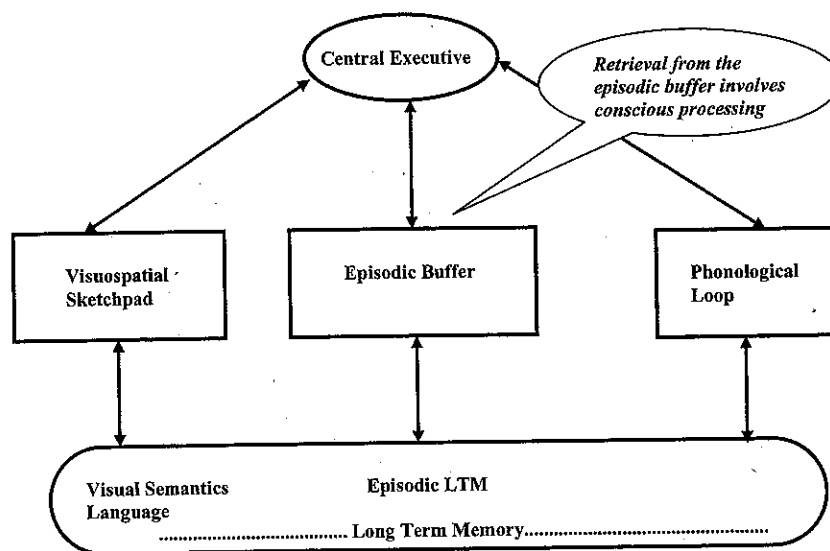 Central Executive
Retrieval from the
episodic buffer involves
conscious processing
Visuospatial
Sketchpad
Episodic Buffer
Phonological
Loop
Visual Semantics
Language
Episodic LTM
Long Term Memory